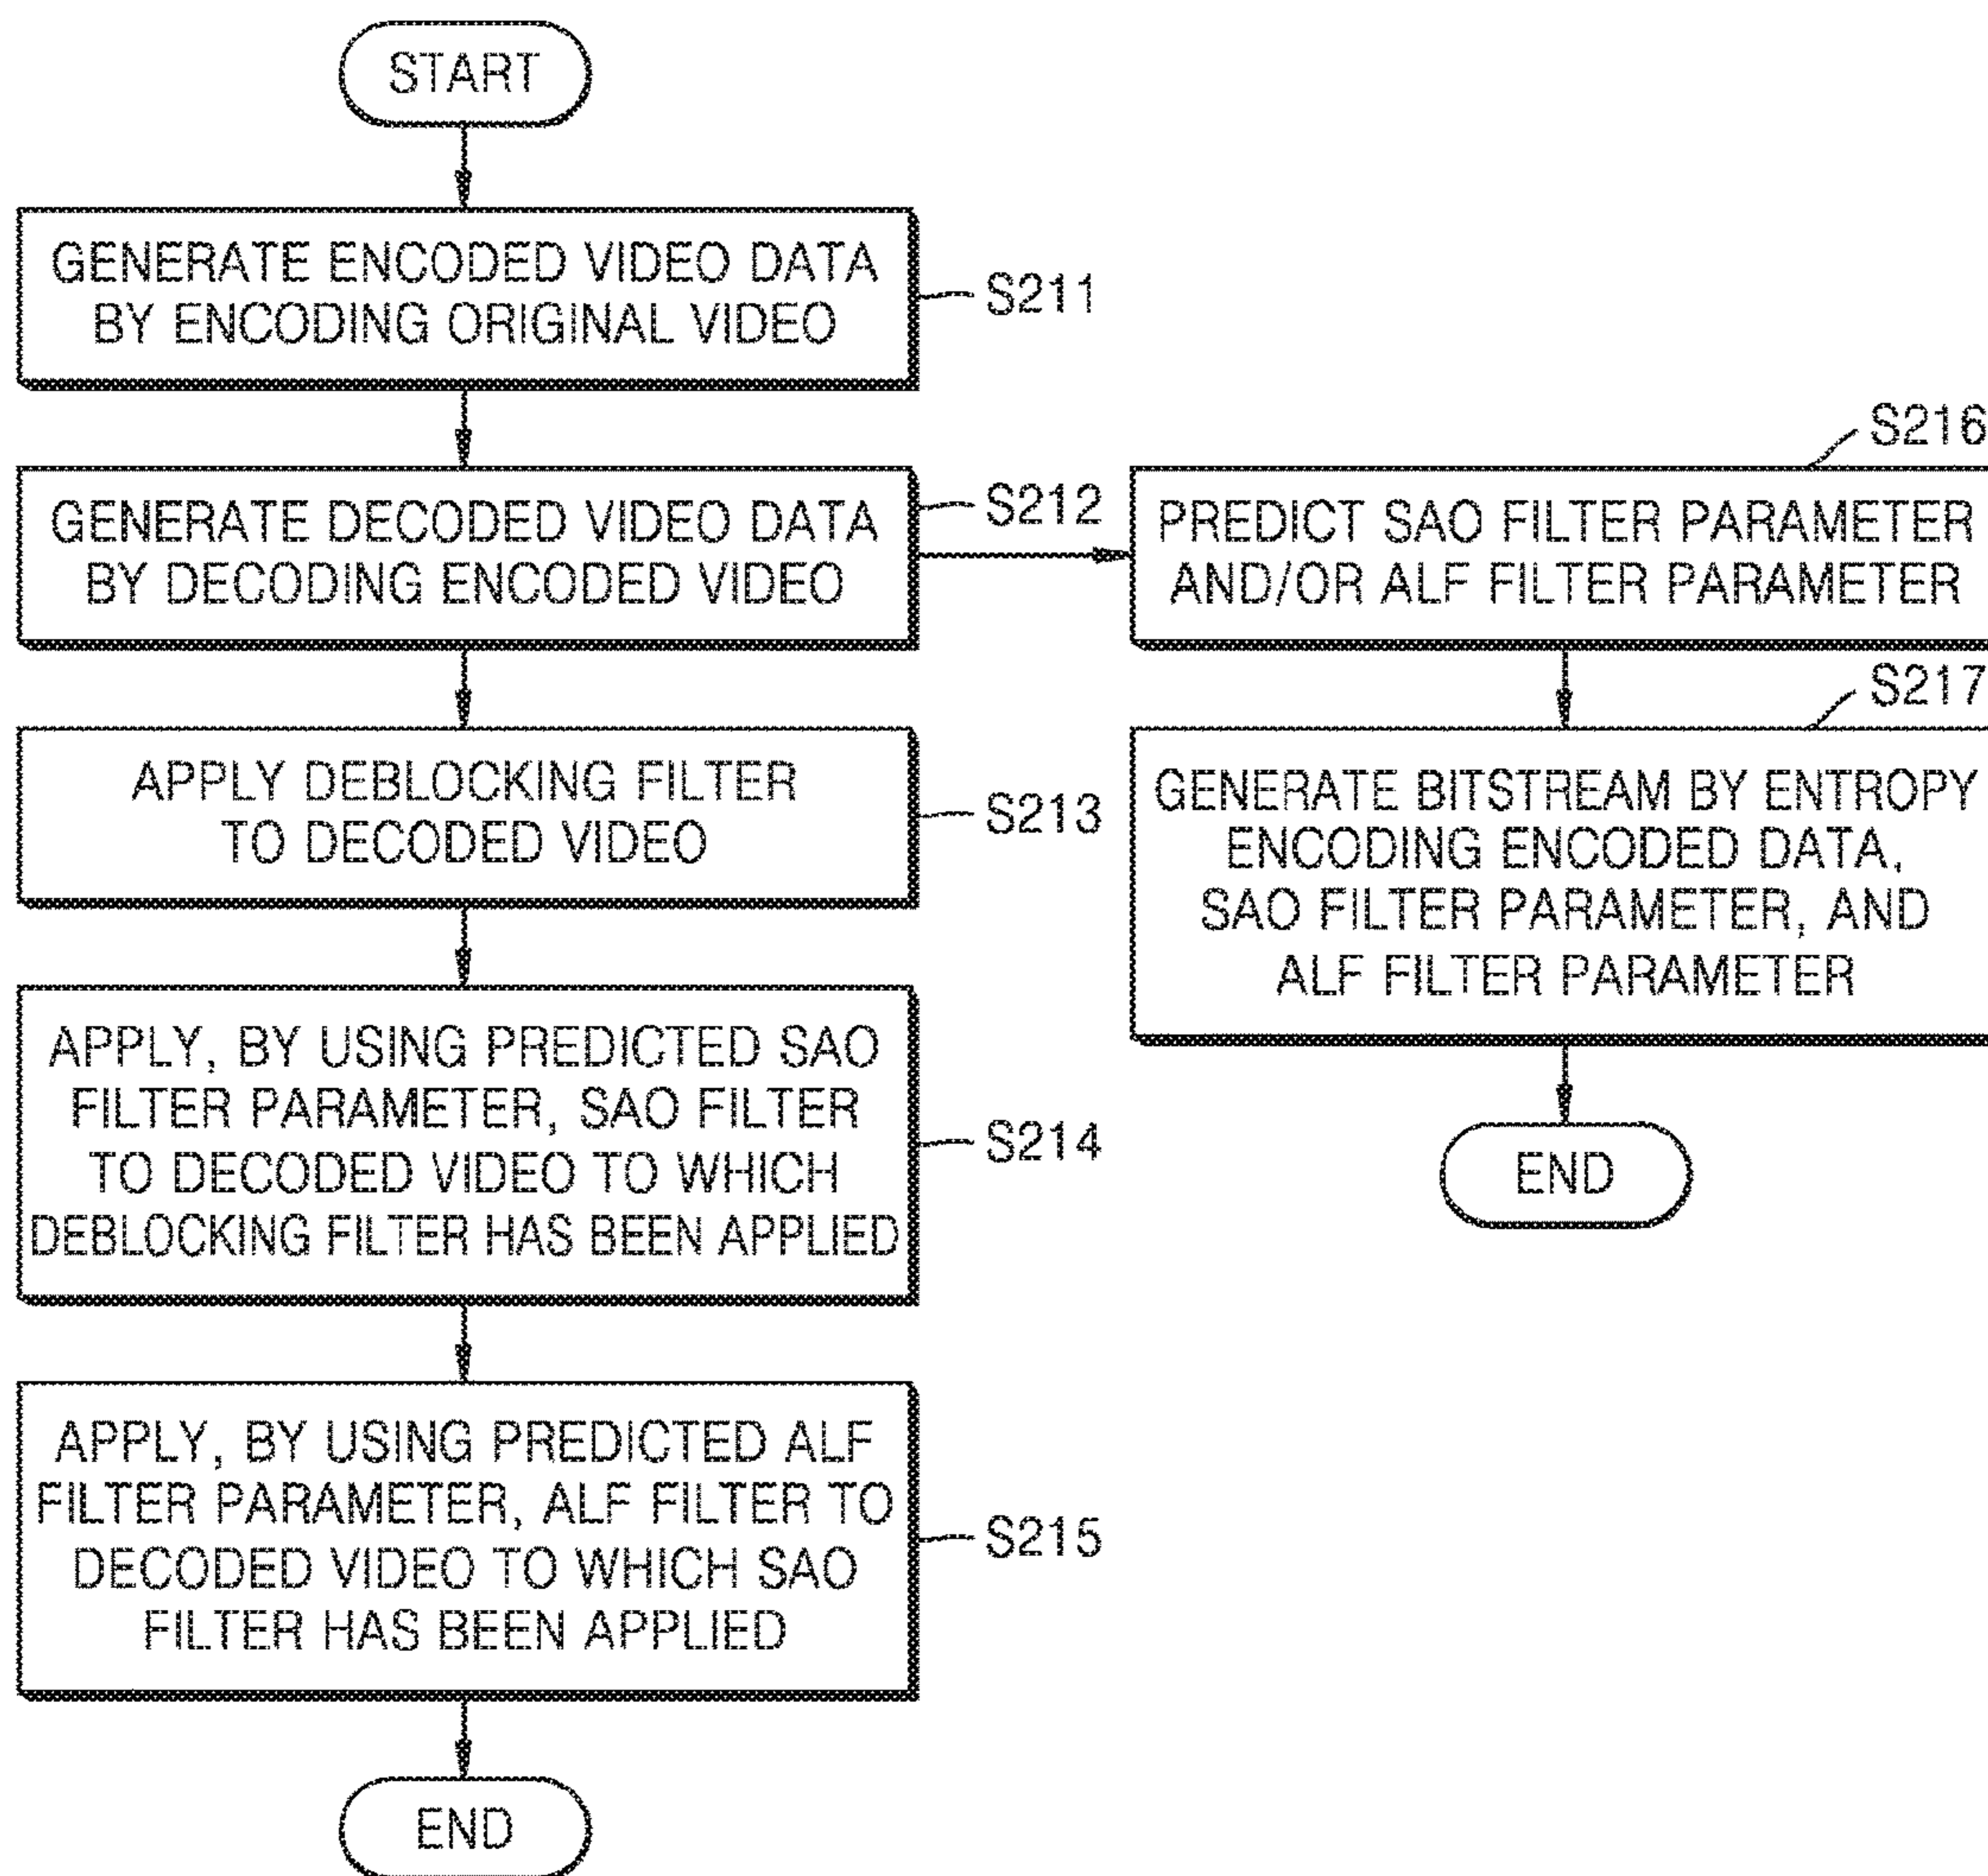 START
GENERATE ENCODED VIDEO DATA
BY ENCODING ORIGINAL VIDEO
S211
GENERATE DECODED VIDEO DATA
BY DECODING ENCODED VIDEO
S212
APPLY DEBLOCKING FILTER
TO DECODED VIDEO
S213
APPLY, BY USING PREDICTED SAO
FILTER PARAMETER, SAO FILTER
TO DECODED VIDEO TO WHICH
DEBLOCKING FILTER HAS BEEN APPLIED
S214
APPLY, BY USING PREDICTED ALF
FILTER PARAMETER, ALF FILTER TO
DECODED VIDEO TO WHICH SAO
FILTER HAS BEEN APPLIED
S215
END
S216
PREDICT SAO FILTER PARAMETER
AND/OR ALF FILTER PARAMETER
S217
GENERATE BITSTREAM BY ENTROPY
ENCODING ENCODED DATA,
SAO FILTER PARAMETER, AND
ALF FILTER PARAMETER
END